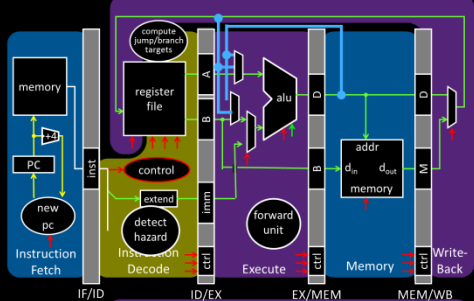 compute
jump/branch
targets
memory
register
file
A
B
alu
D
D
+4
addr
PC
inst
control
B
d_in
d_out
M
memory
extend
imm
new
pc
detect
hazard
forward
unit
Instruction
Fetch
Instruction
Decode
ctrl
Execute
ctrl
Memory
ctrl
Write-
Back
IF/ID
ID/EX
EX/MEM
MEM/WB